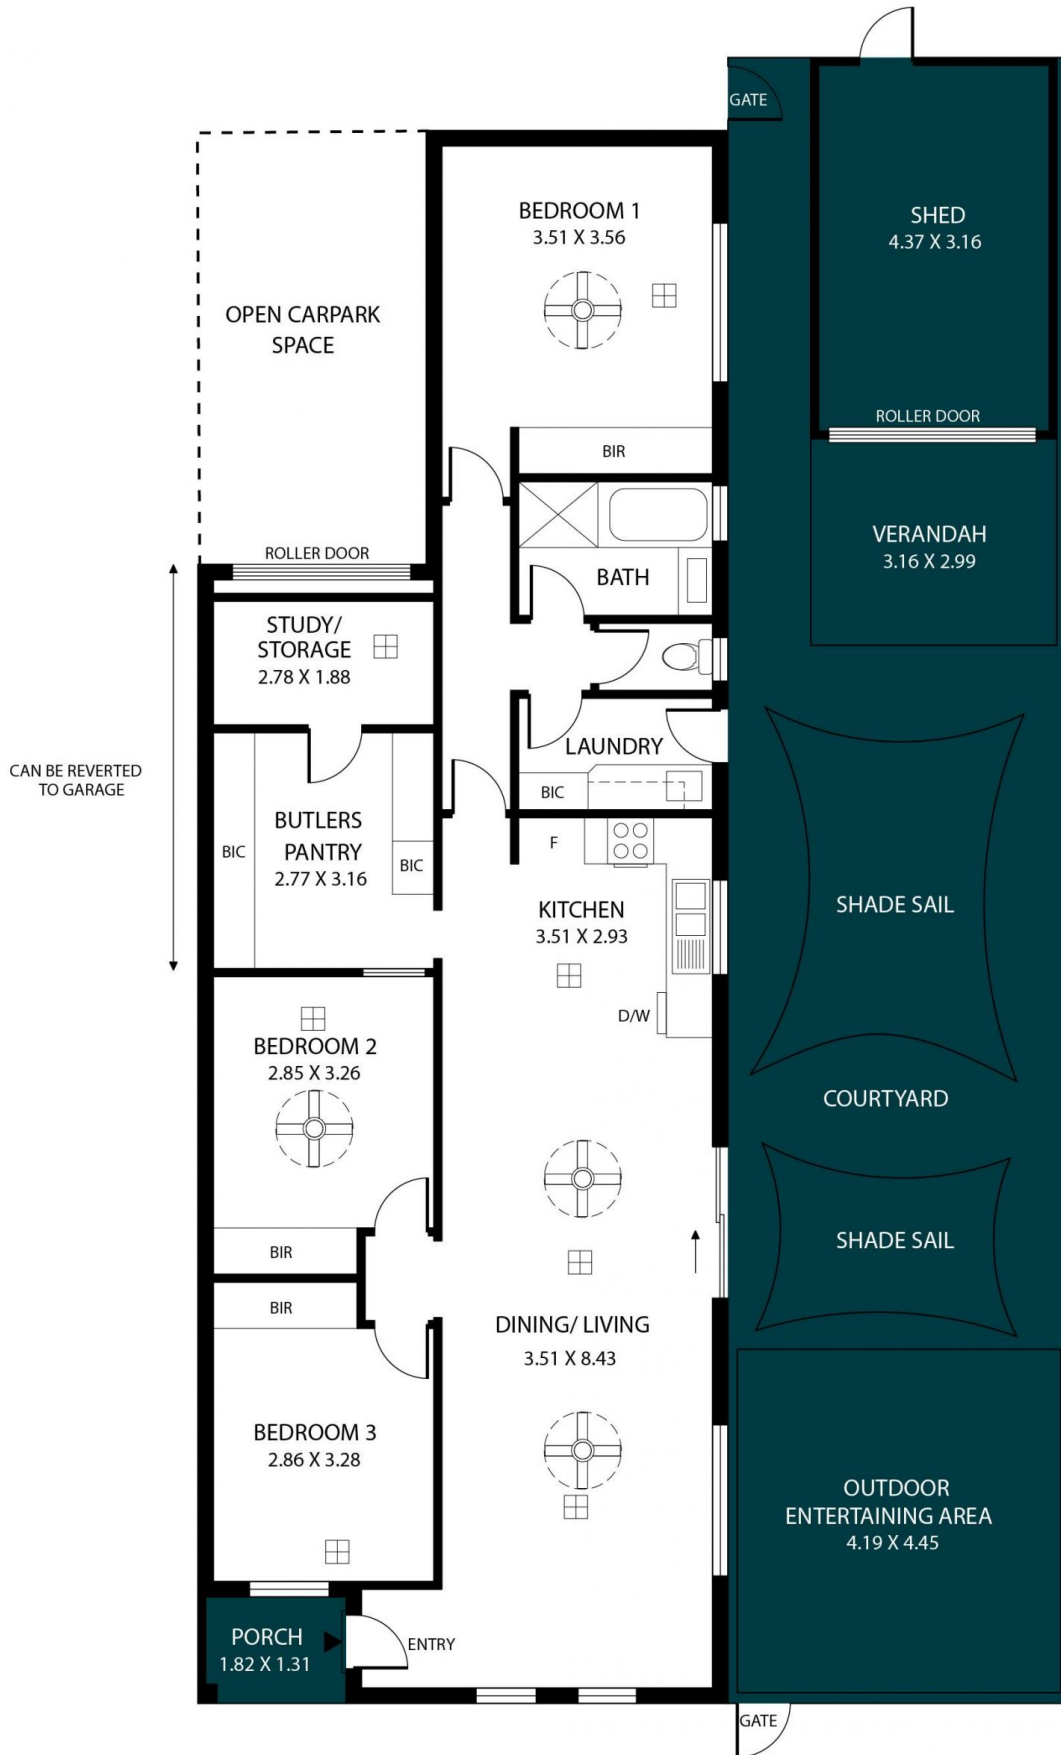 GATE
BEDROOM 1
3.51 X 3.56
SHED
4.37 X 3.16
OPEN CARPARK
SPACE
ROLLER DOOR
BIR
VERANDAH
3.16 X 2.99
ROLLER DOOR
BATH
STUDY/
STORAGE
2.78 X 1.88
CAN BE REVERTED
TO GARAGE
LAUNDRY
BIC
BUTLERS
PANTRY
2.77 X 3.16
BIC
BIC
F
KITCHEN
3.51 X 2.93
D/W
SHADE SAIL
BEDROOM 2
2.85 X 3.26
COURTYARD
BIR
SHADE SAIL
BIR
DINING/ LIVING
3.51 X 8.43
BEDROOM 3
2.86 X 3.28
OUTDOOR
ENTERTAINING AREA
4.19 X 4.45
PORCH
1.82 X 1.31
ENTRY
GATE